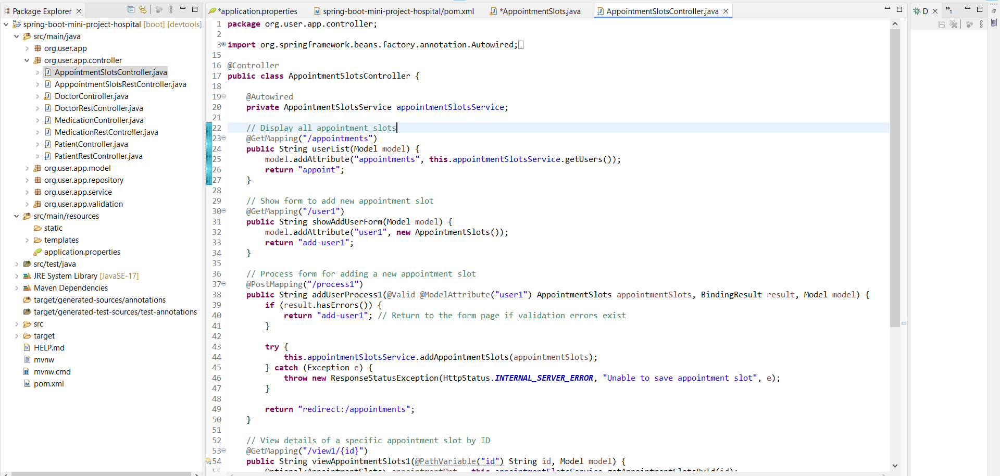 Package Explorer
spring-boot-mini-project-hospital [boot] [devtools]
src/main/java
org.user.app
org.user.app.controller
AppointmentSlotsController.java
ApppointmentSlotsRestController.java
DoctorController.java
DoctorRestController.java
MedicationController.java
MedicationRestController.java
PatientController.java
PatientRestController.java
org.user.app.model
org.user.app.repository
org.user.app.service
org.user.app.validation
src/main/resources
static
templates
application.properties
src/test/java
JRE System Library [JavaSE-17]
Maven Dependencies
target/generated-sources/annotations
target/generated-test-sources/test-annotations
src
target
HELP.md
mvnw
mvnw.cmd
pom.xml
*application.properties
spring-boot-mini-project-hospital/pom.xml
*AppointmentSlots.java
AppointmentSlotsController.java
1 package org.user.app.controller;
2
3 import org.springframework.beans.factory.annotation.Autowired;
15
16 @Controller
17 public class AppointmentSlotsController {
18
19 @Autowired
20 private AppointmentSlotsService appointmentSlotsService;
21
22 // Display all appointment slots
23 @GetMapping("/appointments")
24 public String userList(Model model) {
25 model.addAttribute("appointments", this.appointmentSlotsService.getUsers());
26 return "appoint";
27 }
28
29 // Show form to add new appointment slot
30 @GetMapping("/user1")
31 public String showAddUserForm(Model model) {
32 model.addAttribute("user1", new AppointmentSlots());
33 return "add-user1";
34 }
35
36 // Process form for adding a new appointment slot
37 @PostMapping("/process1")
38 public String addUserProcess1(@Valid @ModelAttribute("user1") AppointmentSlots appointmentSlots, BindingResult result, Model model) {
39 if (result.hasErrors()) {
40 return "add-user1"; // Return to the form page if validation errors exist
41 }
42
43 try {
44 this.appointmentSlotsService.addAppointmentSlots(appointmentSlots);
45 } catch (Exception e) {
46 throw new ResponseStatusException(HttpStatus.INTERNAL_SERVER_ERROR, "Unable to save appointment slot", e);
47 }
48
49 return "redirect:/appointments";
50 }
51
52 // View details of a specific appointment slot by ID
53 @GetMapping("/view1/{id}")
54 public String viewAppointmentSlots1(@PathVariable("id") String id, Model model) {
55 Optional<AppointmentSlots> appointmentOpt = this.appointmentSlotsService.getAppointmentSlotsById(id);
D
»1